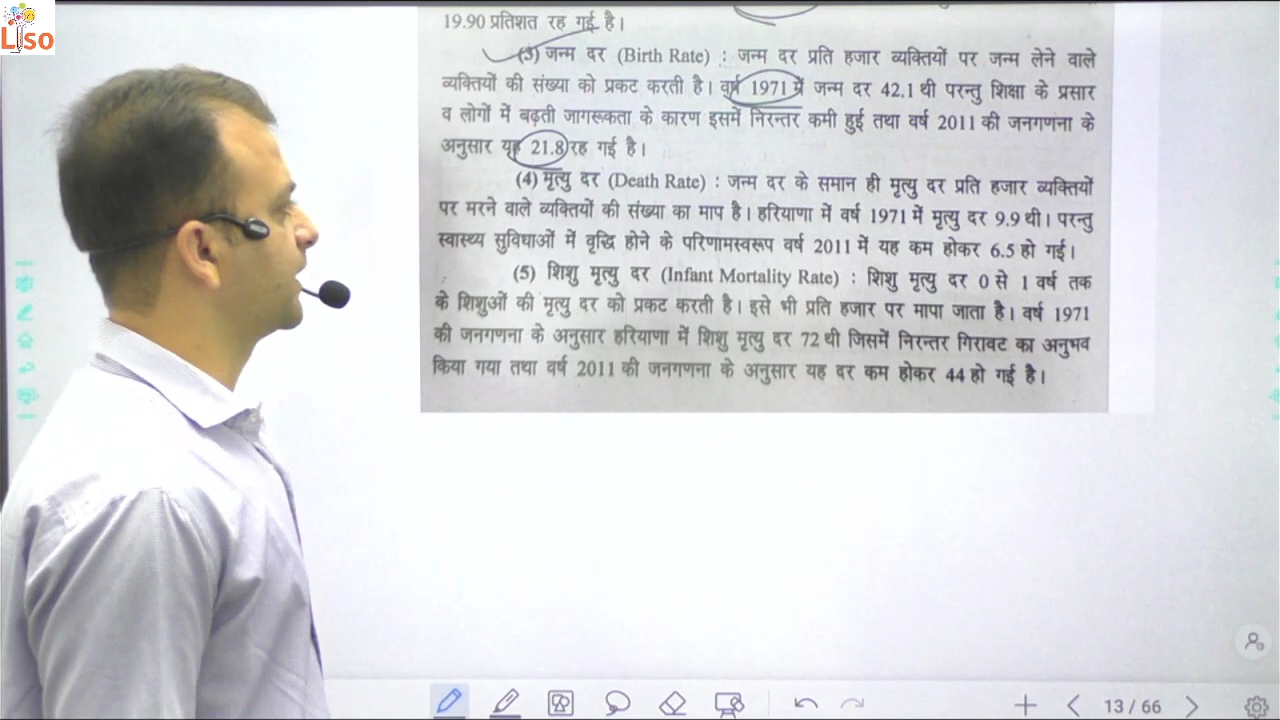 Liso
19.90 प्रतिशत रह गई है।
(3) जन्म दर (Birth Rate) : जन्म दर प्रति हजार व्यक्तियों पर जन्म लेने वाले
व्यक्तियों की संख्या को प्रकट करती है। वर्ष 1971 में जन्म दर 42.1 थी परन्तु शिक्षा के प्रसार
व लोगों में बढ़ती जागरूकता के कारण इसमें निरन्तर कमी हुई तथा वर्ष 2011 की जनगणना के
अनुसार यह 21.8 रह गई है।
(4) मृत्यु दर (Death Rate) : जन्म दर के समान ही मृत्यु दर प्रति हजार व्यक्तियों
पर मरने वाले व्यक्तियों की संख्या का माप है। हरियाणा में वर्ष 1971 में मृत्यु दर 9.9 थी। परन्तु
स्वास्थ्य सुविधाओं में वृद्धि होने के परिणामस्वरूप वर्ष 2011 में यह कम होकर 6.5 हो गई।
(5) शिशु मृत्यु दर (Infant Mortality Rate) : शिशु मृत्यु दर 0 से 1 वर्ष तक
के शिशुओं की मृत्यु दर को प्रकट करती है। इसे भी प्रति हजार पर मापा जाता है। वर्ष 1971
की जनगणना के अनुसार हरियाणा में शिशु मृत्यु दर 72 थी जिसमें निरन्तर गिरावट का अनुभव
किया गया तथा वर्ष 2011 की जनगणना के अनुसार यह दर कम होकर 44 हो गई है।
13 / 66